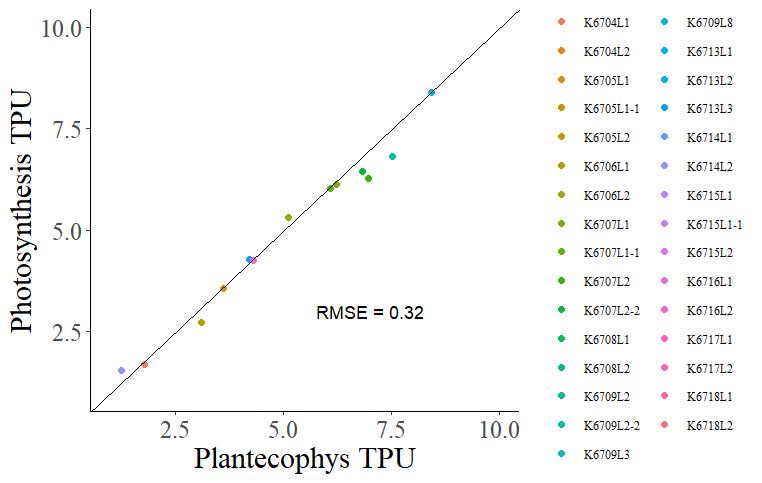 10.0
7.5
5.0
2.5
Photosynthesis TPU
RMSE = 0.32
2.5
5.0
7.5
10.0
Plantecophys TPU
K6704L1
K6704L2
K6705L1
K6705L1-1
K6705L2
K6706L1
K6706L2
K6707L1
K6707L1-1
K6707L2
K6707L2-2
K6708L1
K6708L2
K6709L2
K6709L2-2
K6709L3
K6709L8
K6713L1
K6713L2
K6713L3
K6714L1
K6714L2
K6715L1
K6715L1-1
K6715L2
K6716L1
K6716L2
K6717L1
K6717L2
K6718L1
K6718L2